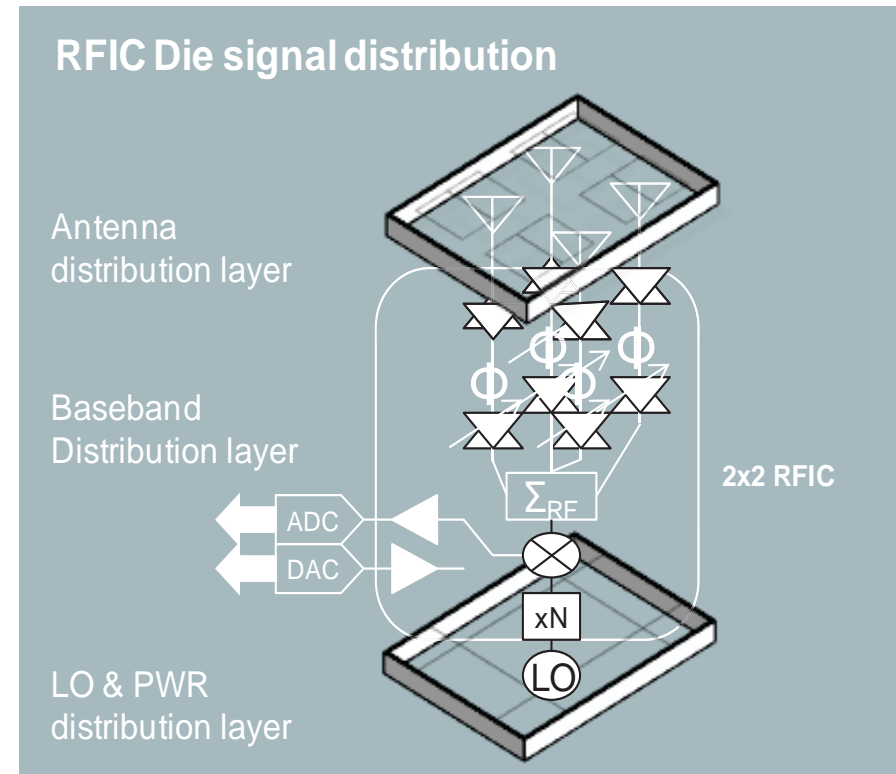 RFIC Die signal distribution
Antenna
distribution layer
Φ
Φ
Φ
Φ
Baseband
Distribution layer
2x2 RFIC
ΣRF
ADC
DAC
xN
LO
LO & PWR
distribution layer